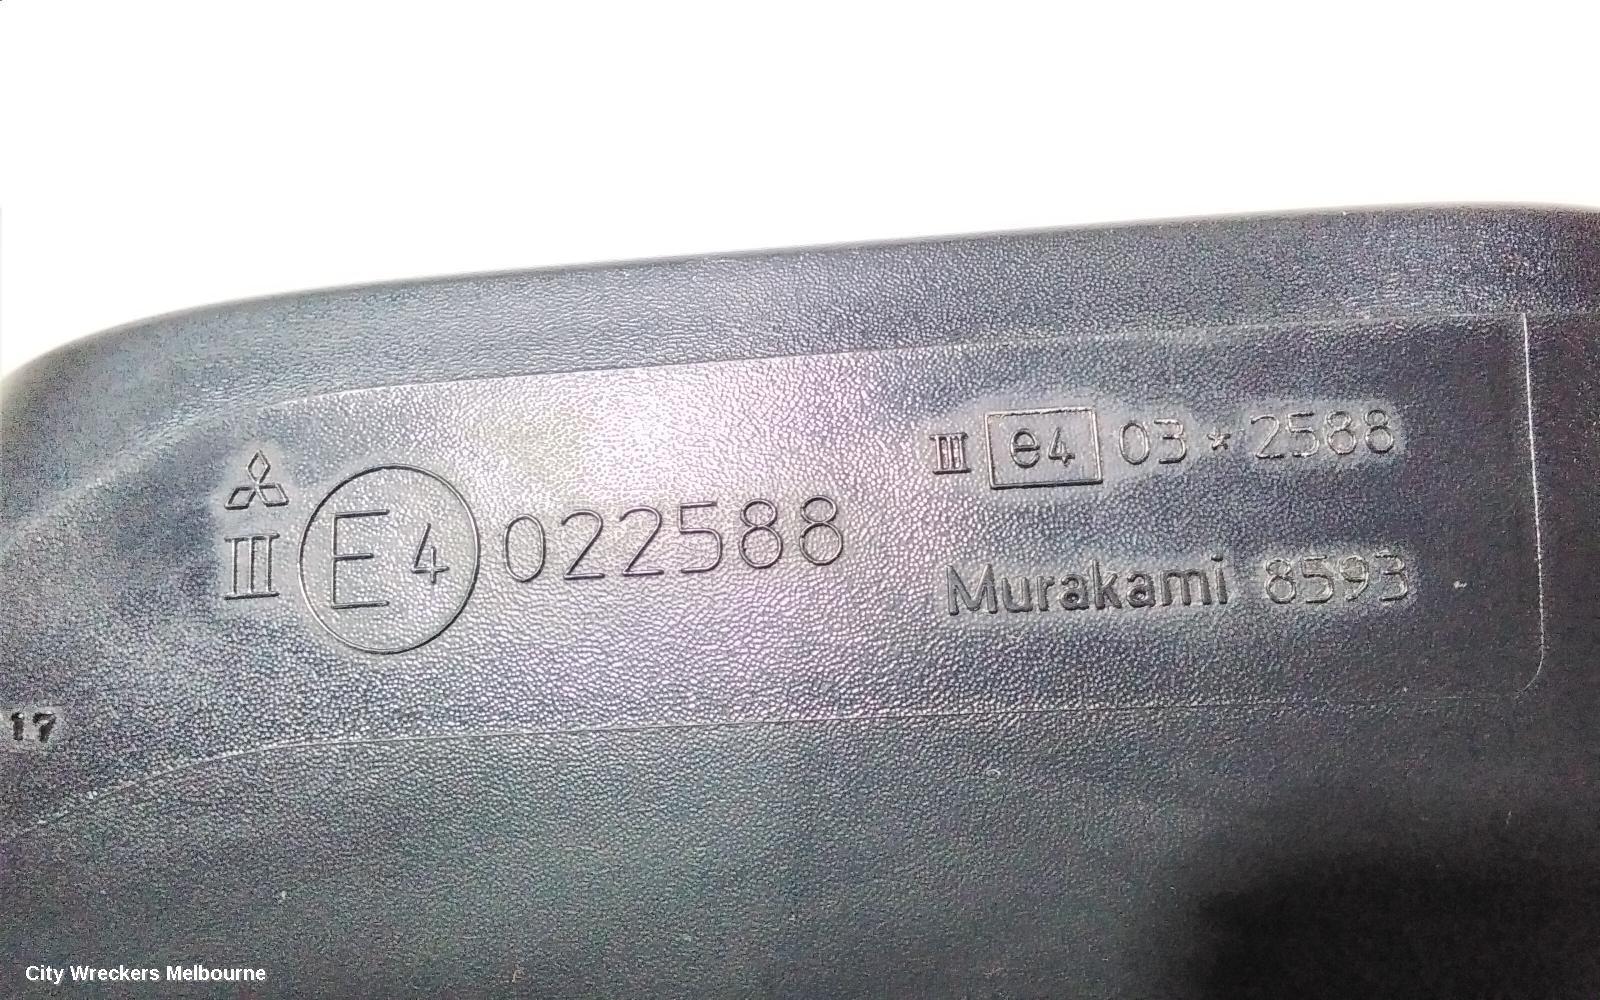 III E4 022588
III e4 03*2588
Murakami 8593
17
City Wreckers Melbourne